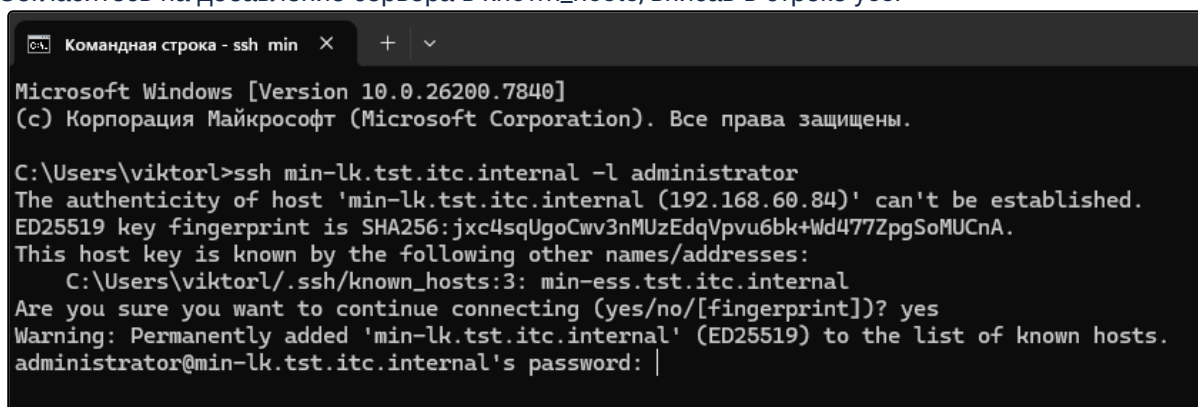 Командная строка - ssh min
Microsoft Windows [Version 10.0.26200.7840]
(c) Корпорация Майкрософт (Microsoft Corporation). Все права защищены.
C:\Users\viktorl>ssh min-lk.tst.itc.internal -l administrator
The authenticity of host 'min-lk.tst.itc.internal (192.168.60.84)' can't be established.
ED25519 key fingerprint is SHA256:jxc4sqUgoCwv3nMUzEdqVpvu6bk+Wd477ZpgSoMUCnA.
This host key is known by the following other names/addresses:
    C:\Users\viktorl/.ssh/known_hosts:3: min-ess.tst.itc.internal
Are you sure you want to continue connecting (yes/no/[fingerprint])? yes
Warning: Permanently added 'min-lk.tst.itc.internal' (ED25519) to the list of known hosts.
administrator@min-lk.tst.itc.internal's password: